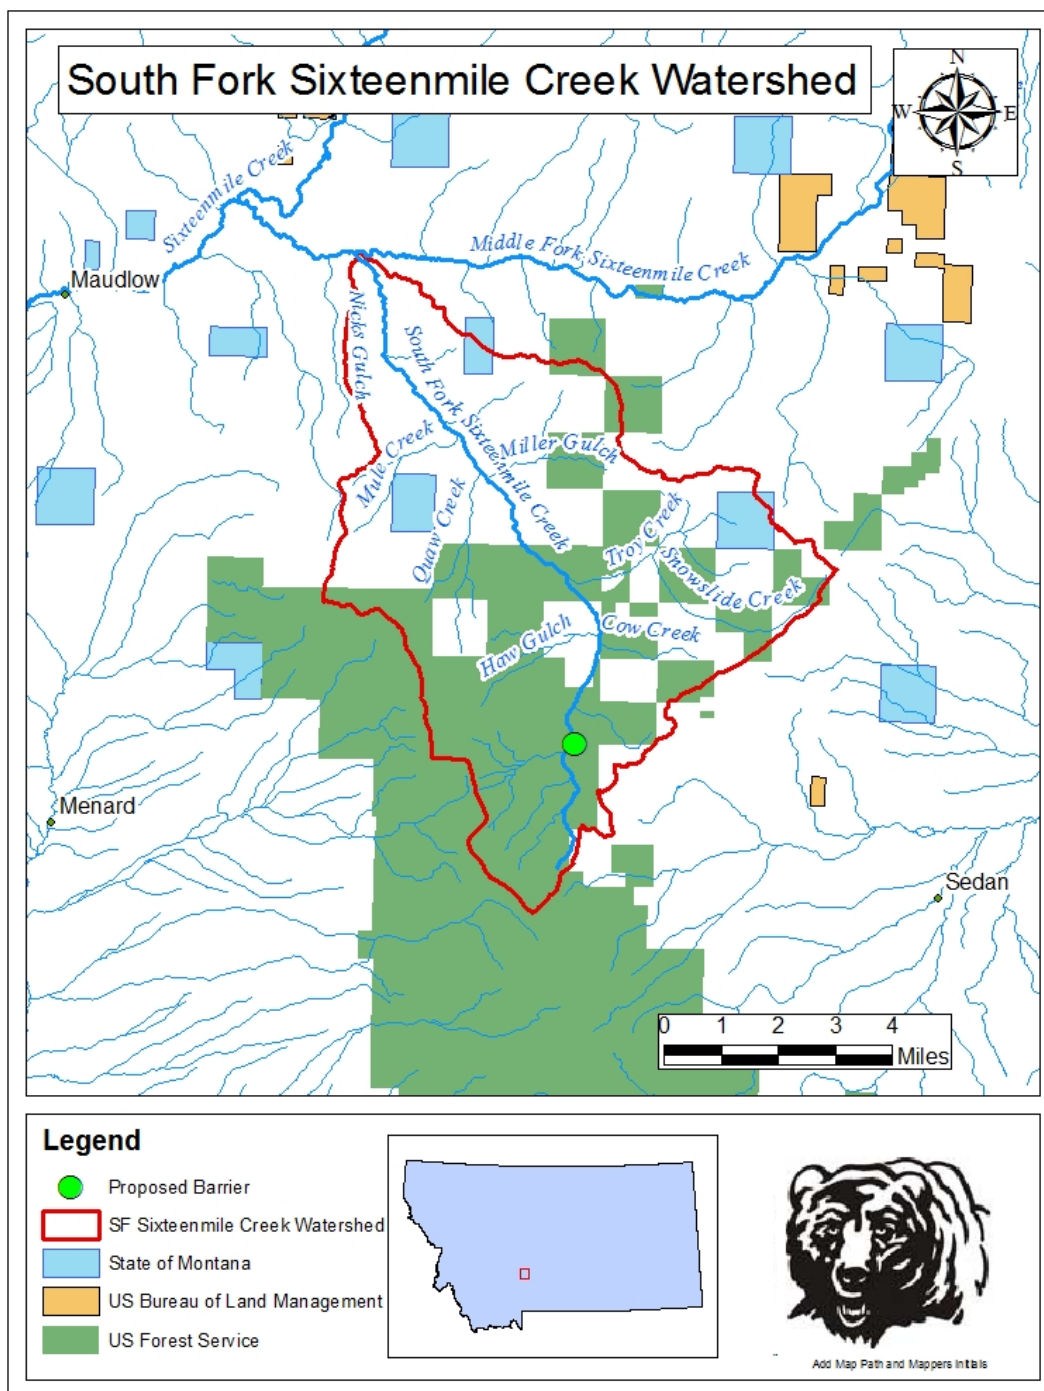 South Fork Sixteenmile Creek Watershed
N
W
E
S
Sixteenmile Creek
Middle Fork Sixteenmile Creek
Maudlow
Nicks Gulch
South Fork Sixteenmile Creek
Mule Creek
Miller Gulch
Quaw Creek
Troy Creek
Snowslide Creek
Haw Gulch
Cow Creek
Menard
Sedan
0 1 2 3 4
Miles
Legend
Proposed Barrier
SF Sixteenmile Creek Watershed
State of Montana
US Bureau of Land Management
US Forest Service
Add Map Path and Mappers Initials